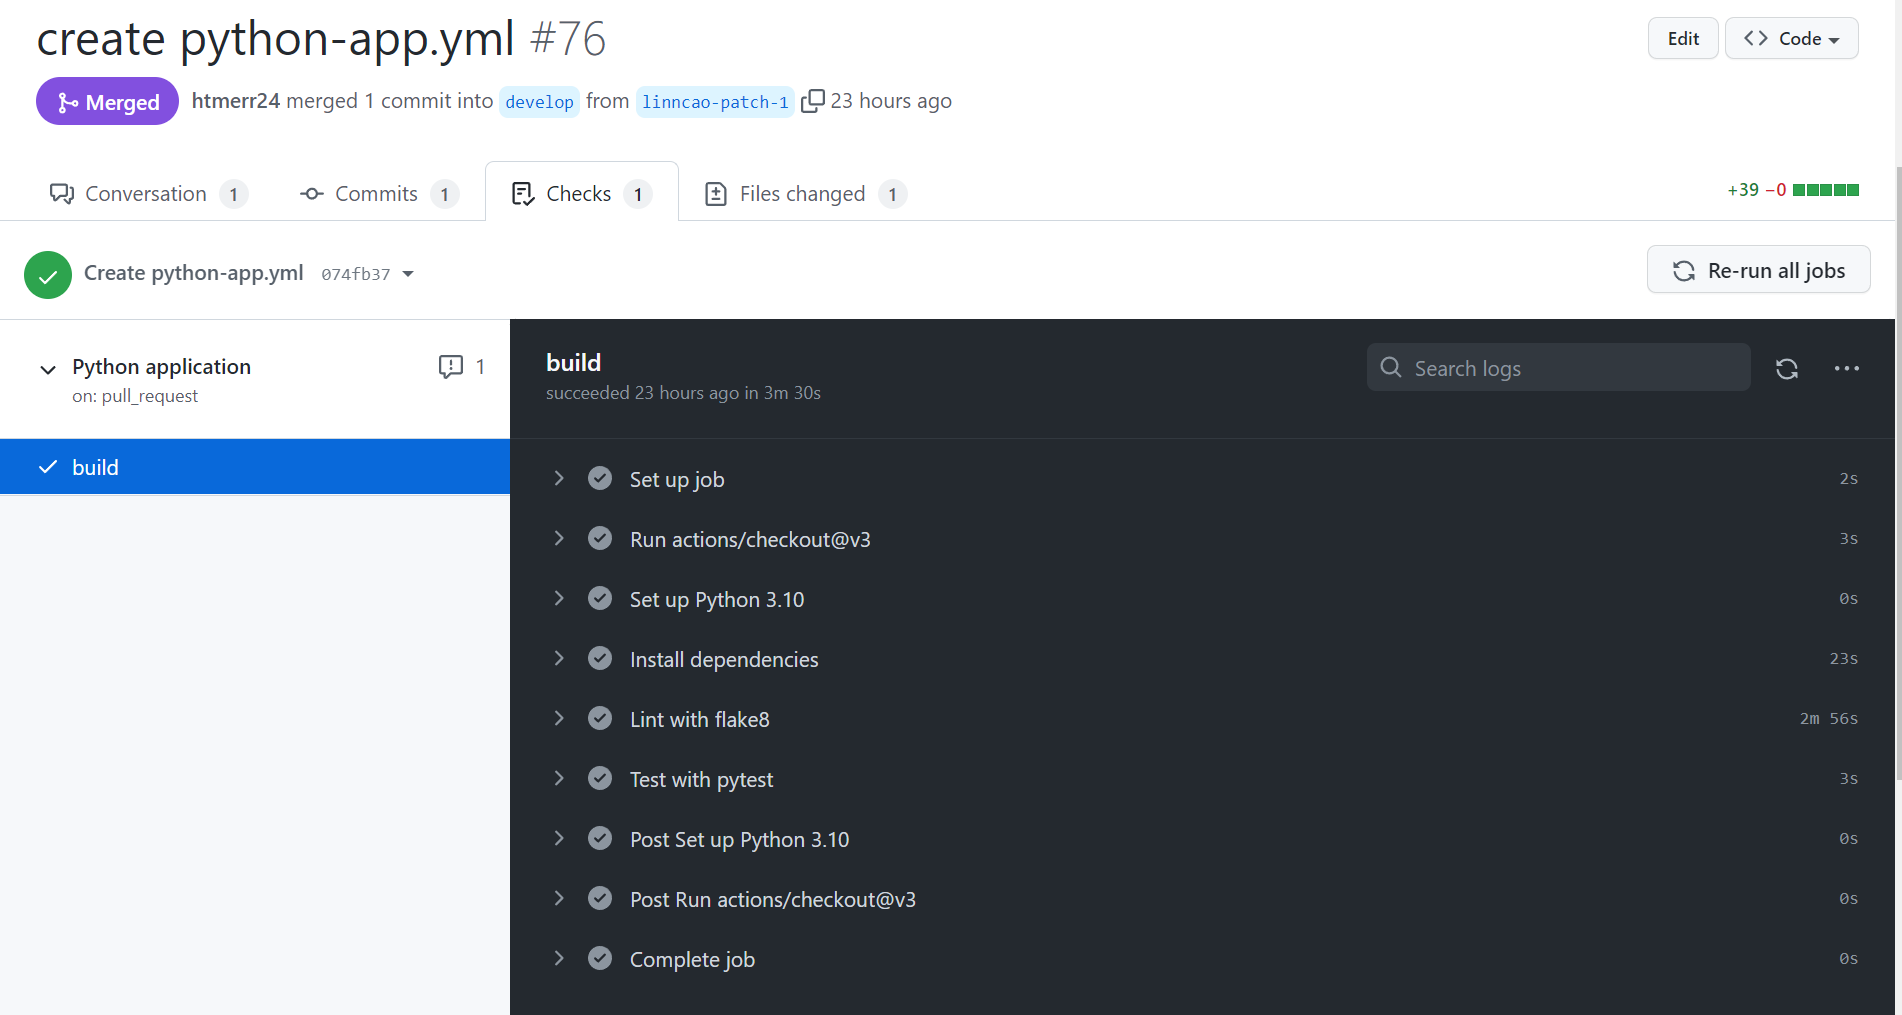 create python-app.yml #76
Edit
Code
Merged
htmerr24 merged 1 commit into develop from linncao-patch-1 23 hours ago
Conversation 1
Commits 1
Checks 1
Files changed 1
+39 −0
Create python-app.yml 074fb37
Re-run all jobs
Python application 1
on: pull_request
build
build
succeeded 23 hours ago in 3m 30s
Search logs
Set up job 2s
Run actions/checkout@v3 3s
Set up Python 3.10 0s
Install dependencies 23s
Lint with flake8 2m 56s
Test with pytest 3s
Post Set up Python 3.10 0s
Post Run actions/checkout@v3 0s
Complete job 0s